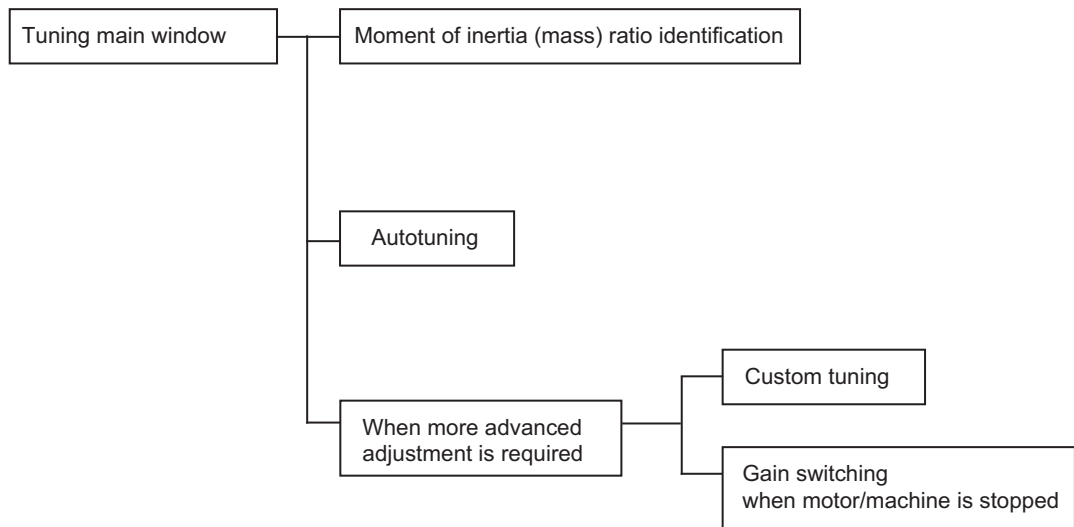 Tuning main window
Moment of inertia (mass) ratio identification
Autotuning
Custom tuning
When more advanced
adjustment is required
Gain switching
when motor/machine is stopped